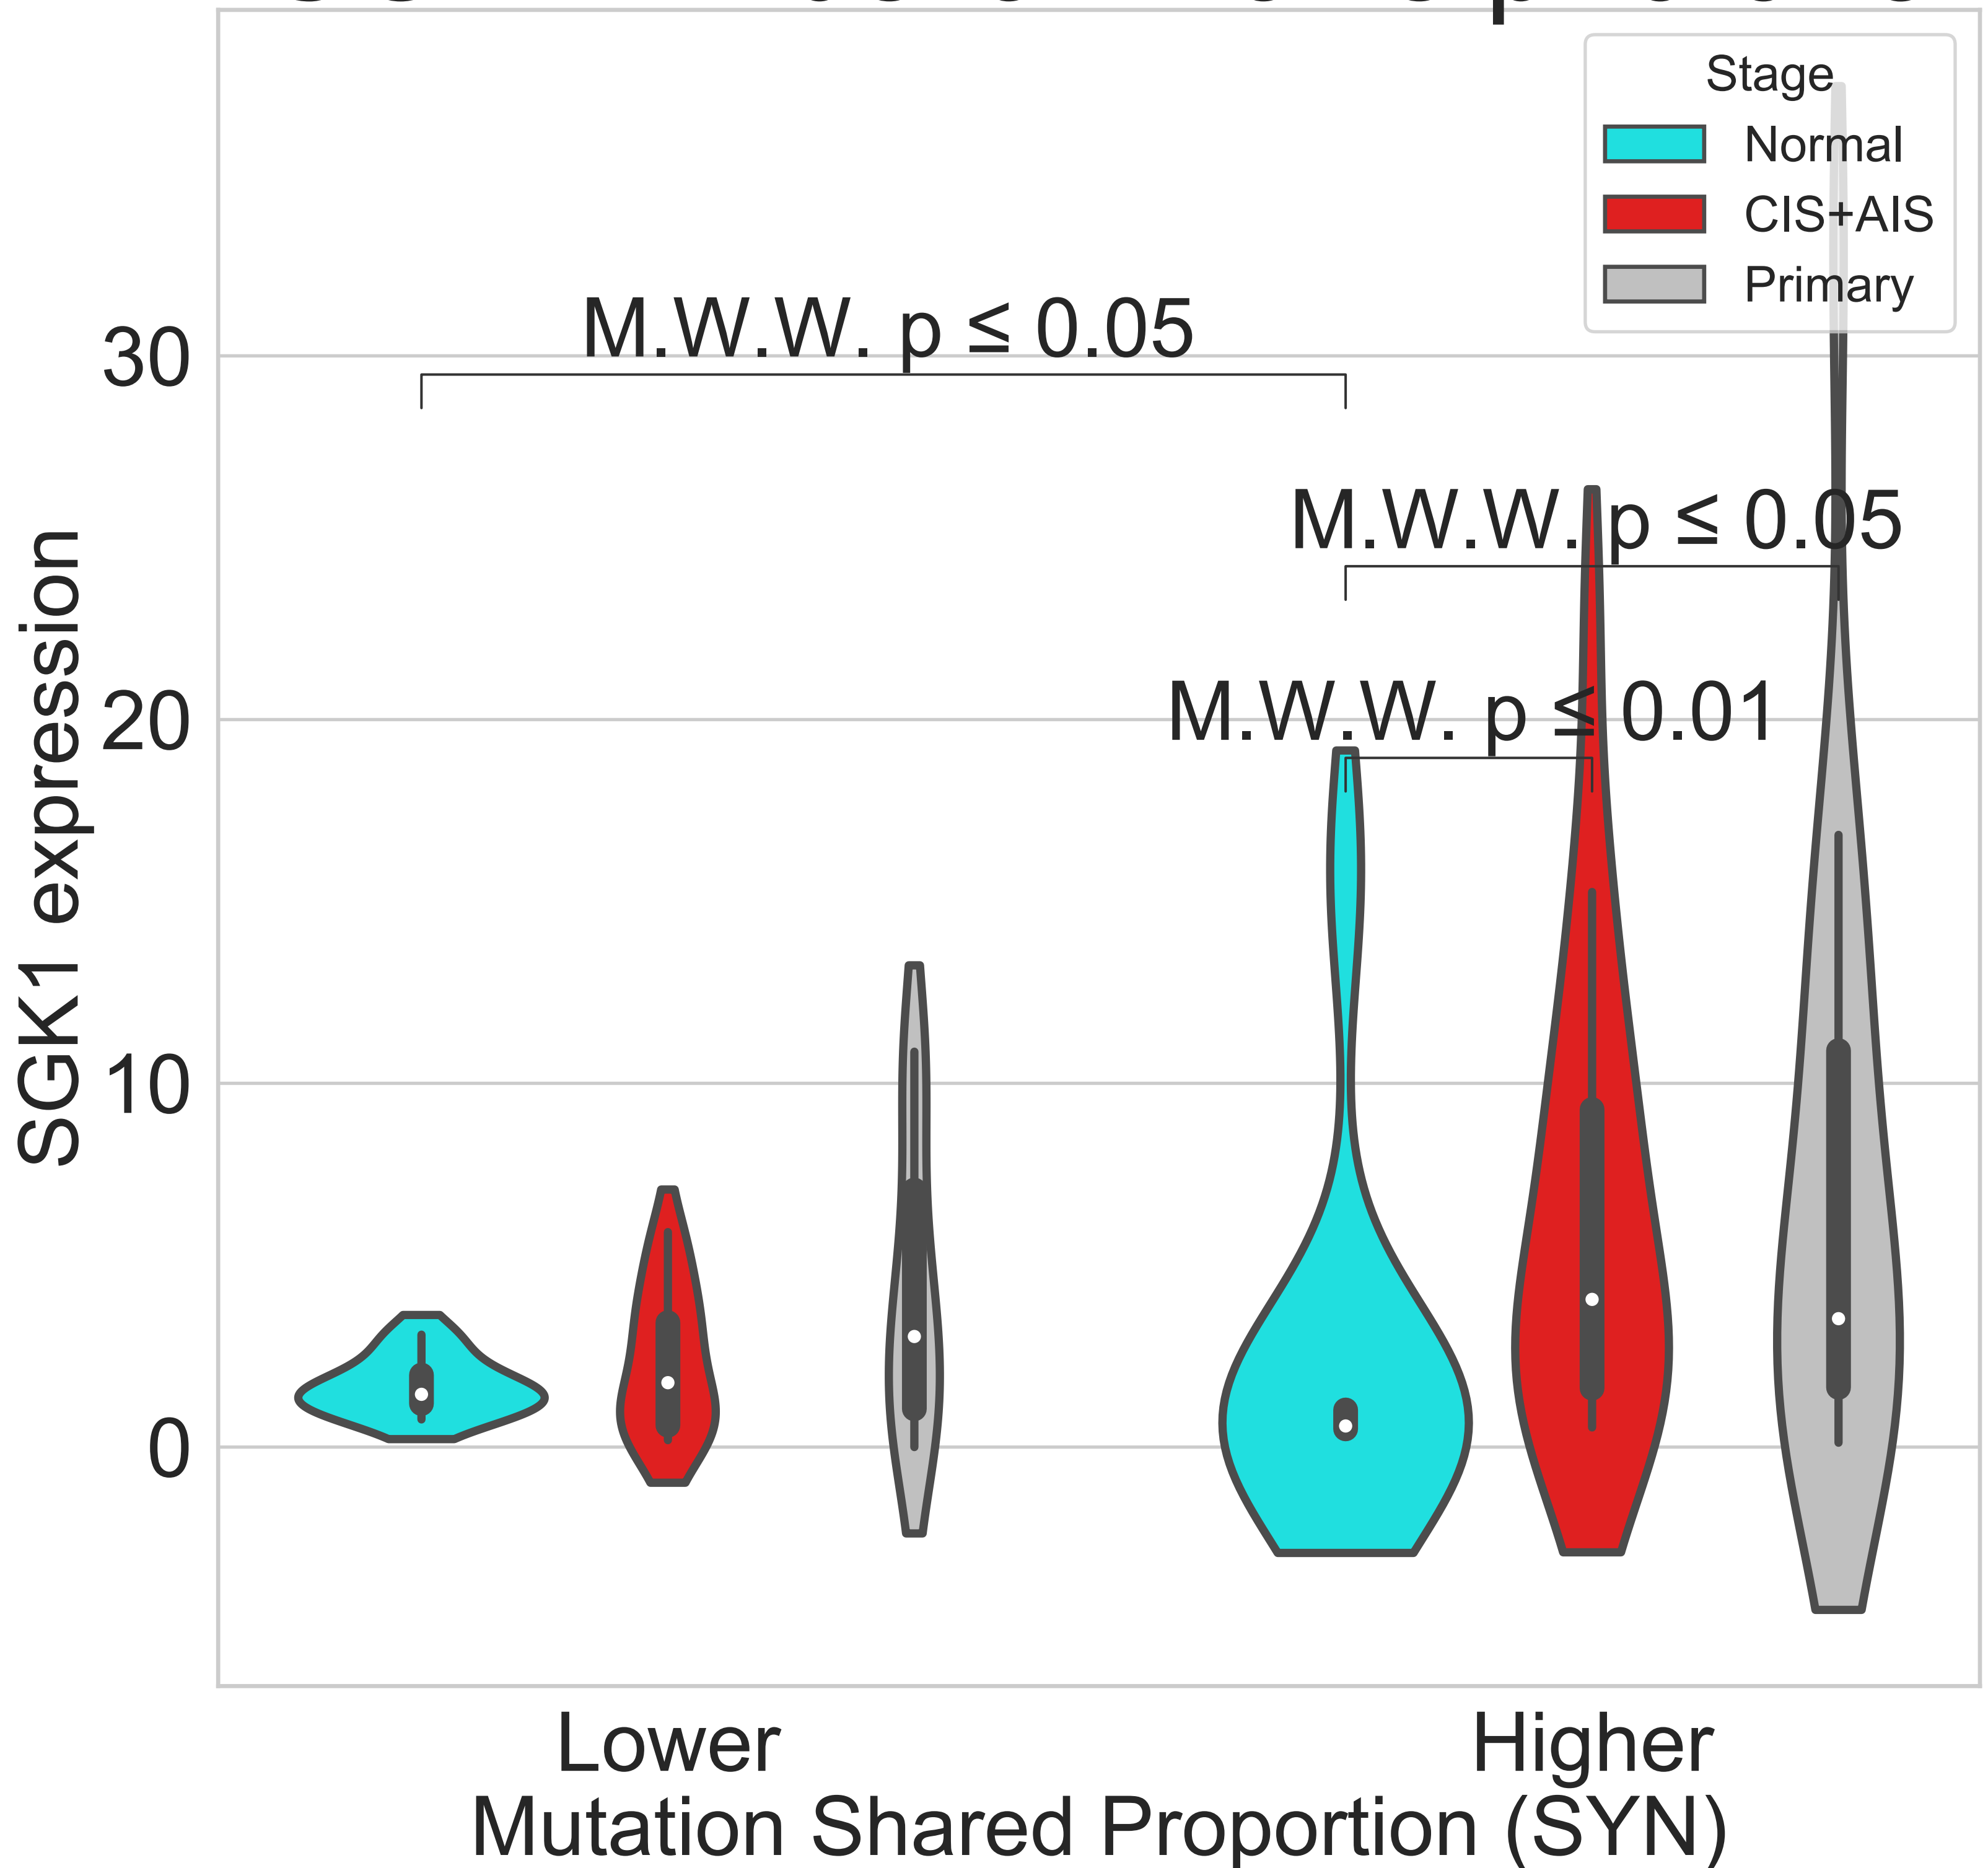 Stage
Normal
CIS+AIS
Primary
M.W.W. p ≤ 0.05
M.W.W. p ≤ 0.05
M.W.W. p ≤ 0.01
SGK1 expression
30
20
10
0
Lower
Higher
Mutation Shared Proportion (SYN)